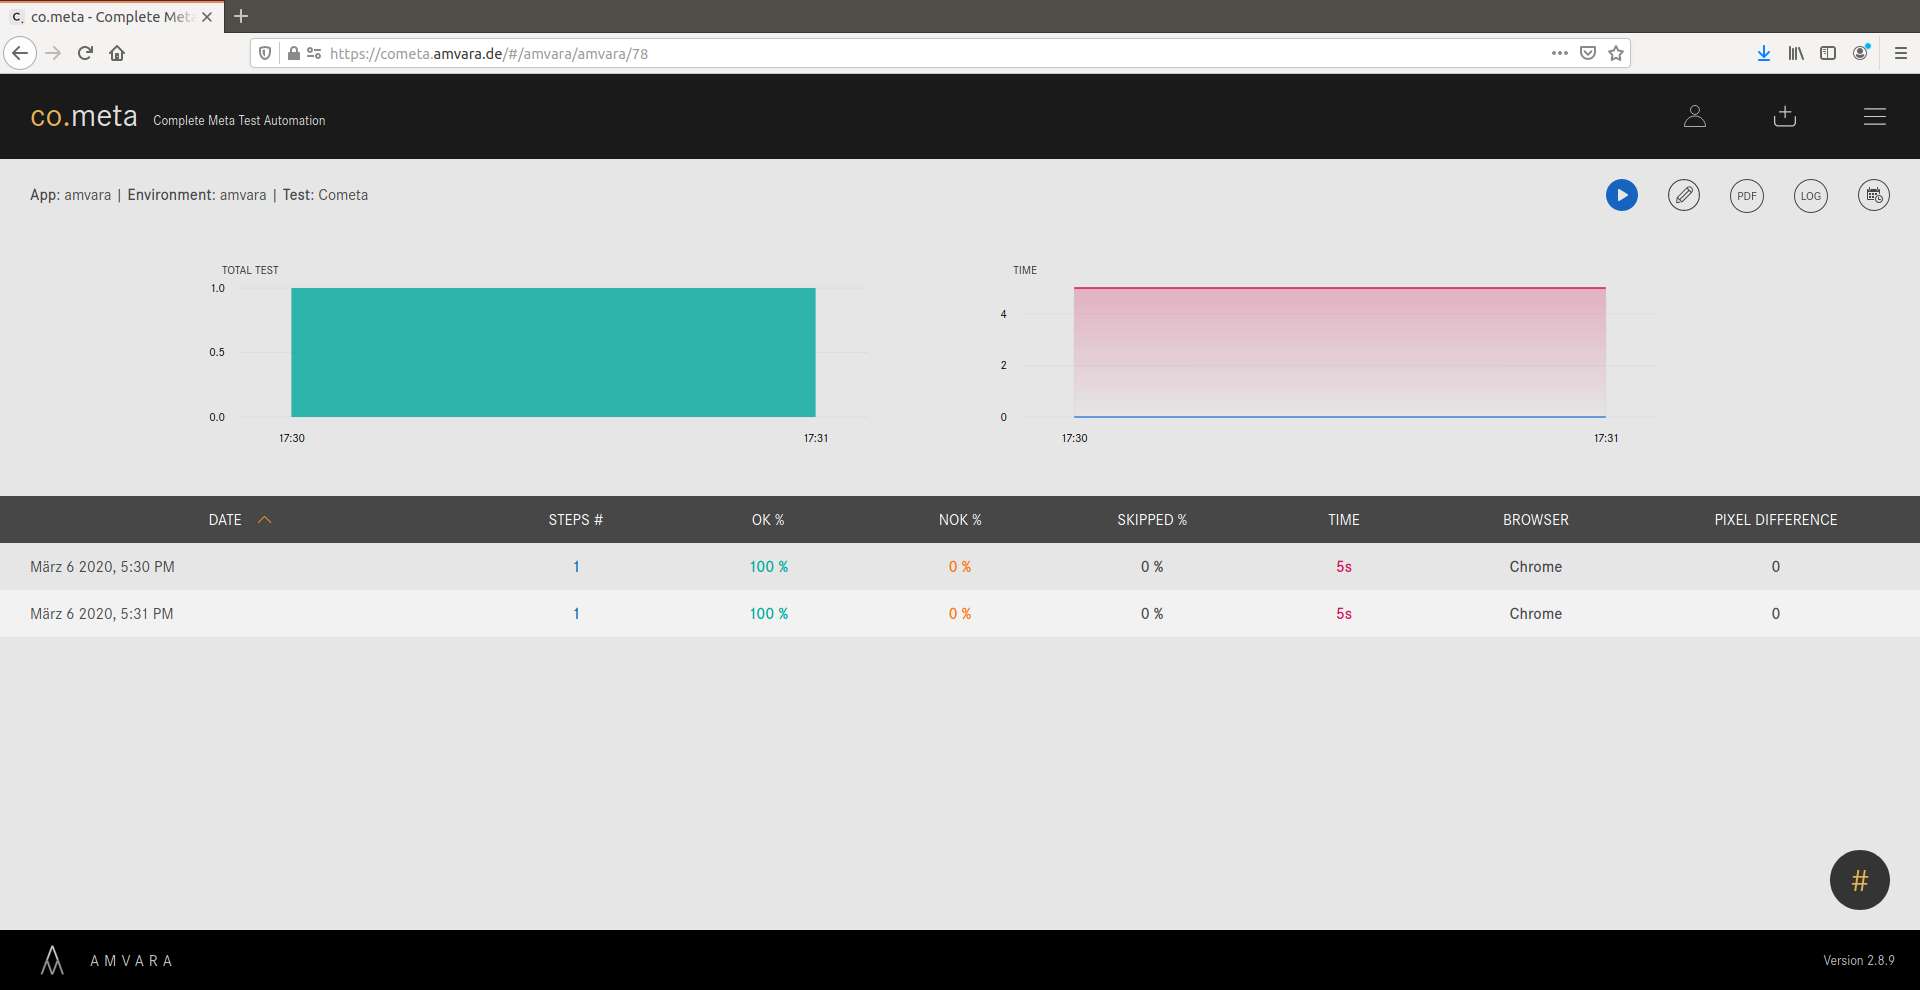 C. co.meta - Complete Met
https://cometa.amvara.de/#/amvara/amvara/78
co.meta Complete Meta Test Automation
App: amvara | Environment: amvara | Test: Cometa
PDF LOG
TOTAL TEST
1.0
0.5
0.0
17:30 17:31
TIME
4
2
0
17:30 17:31
DATE STEPS # OK % NOK % SKIPPED % TIME BROWSER PIXEL DIFFERENCE
März 6 2020, 5:30 PM 1 100 % 0 % 0 % 5s Chrome 0
März 6 2020, 5:31 PM 1 100 % 0 % 0 % 5s Chrome 0
#
AMVARA
Version 2.8.9